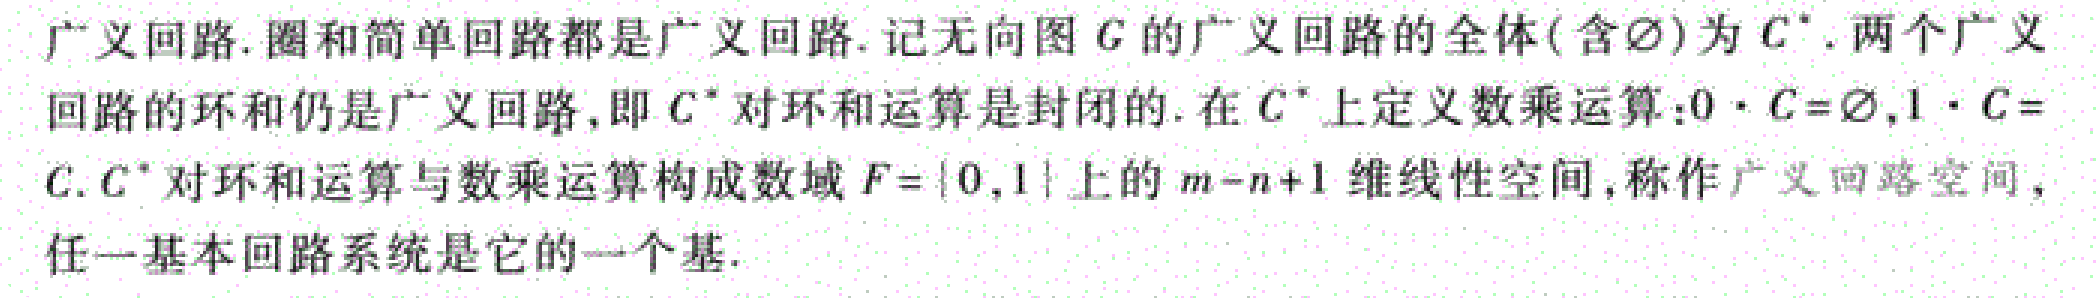 广义回路. 圈和简单回路都是广义回路. 记无向图 G 的广义回路的全体(含∅)为 C*. 两个广义
回路的环和仍是广义回路,即 C* 对环和运算是封闭的. 在 C* 上定义数乘运算:0·C=∅,1·C=
C. C* 对环和运算与数乘运算构成数域 F={0,1}上的 m-n+1 维线性空间,称作广义回路空间,
任一基本回路系统是它的一个基.